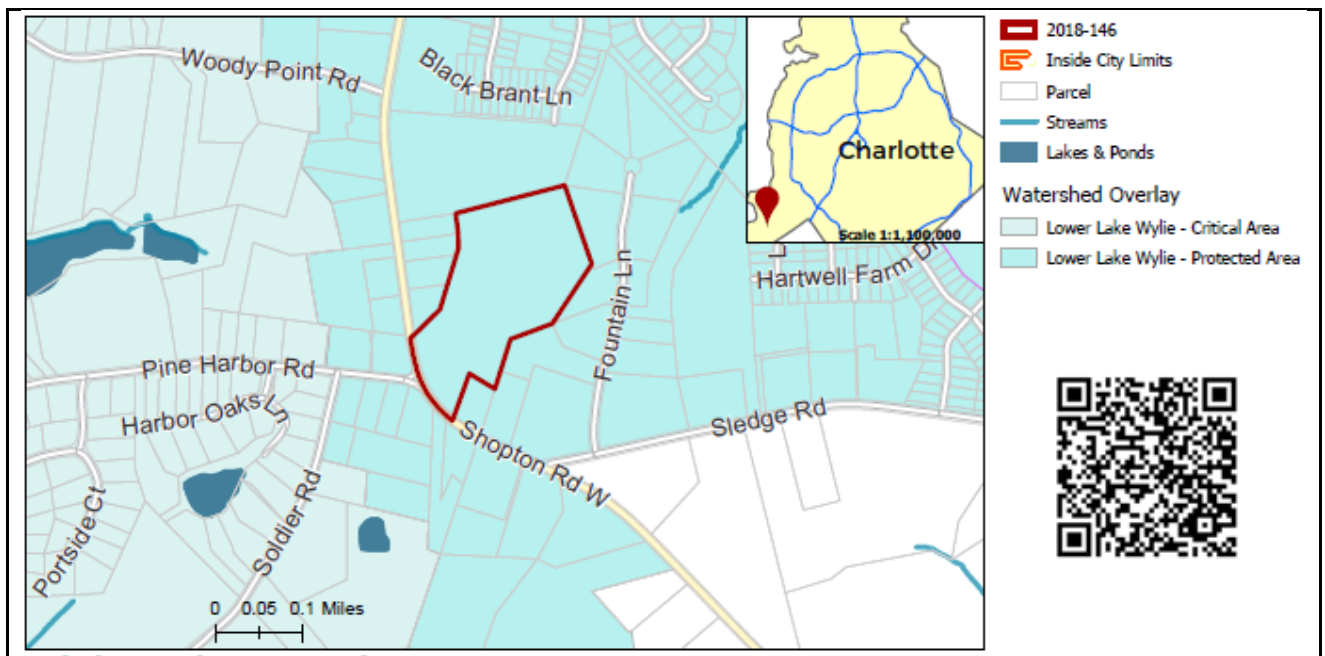 Woody Point Rd
Black Brant Ln
Charlotte
Scale 1:1,100,000
L
Hartwell Farm Dr
Fountain Ln
Pine Harbor Rd
Harbor Oaks Ln
Sledge Rd
Shopton Rd W
Soldier Rd
Portside Ct
0 0.05 0.1 Miles
2018-146
Inside City Limits
Parcel
Streams
Lakes & Ponds
Watershed Overlay
Lower Lake Wylie - Critical Area
Lower Lake Wylie - Protected Area